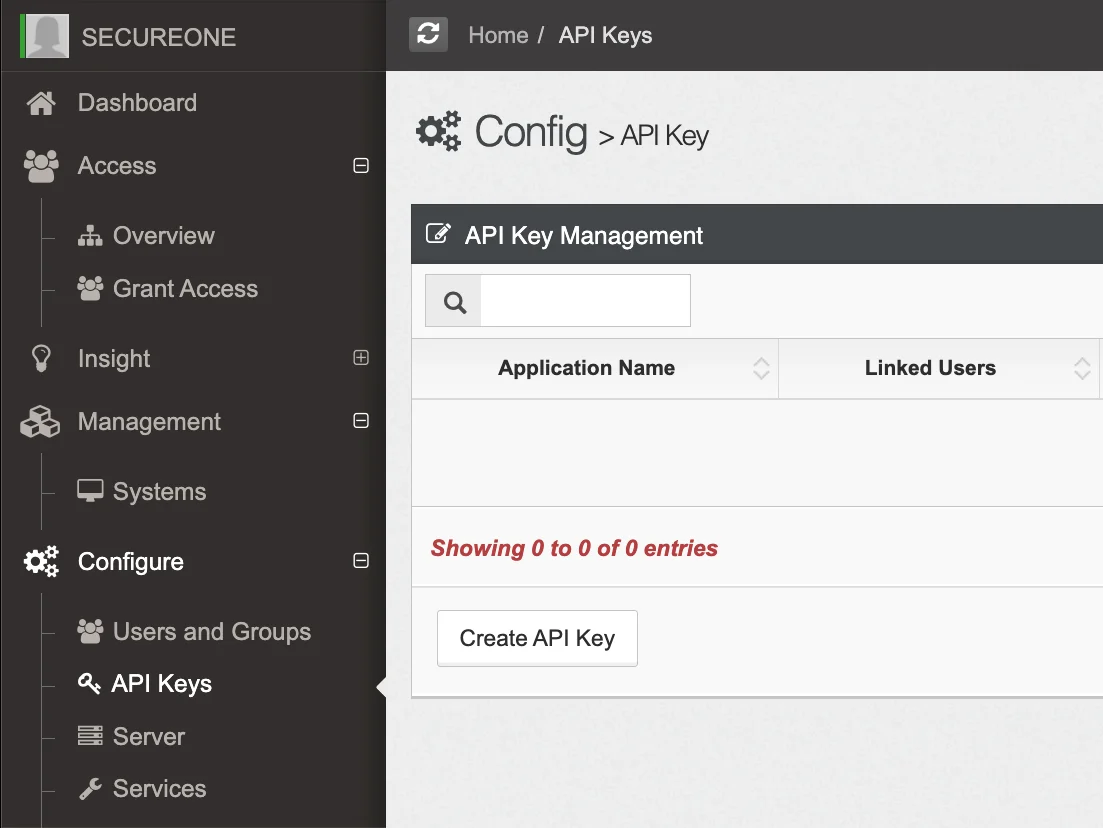 SECUREONE
Dashboard
Access
Overview
Grant Access
Insight
Management
Systems
Configure
Users and Groups
API Keys
Server
Services
Home / API Keys
Config > API Key
API Key Management
Application Name
Linked Users
Showing 0 to 0 of 0 entries
Create API Key